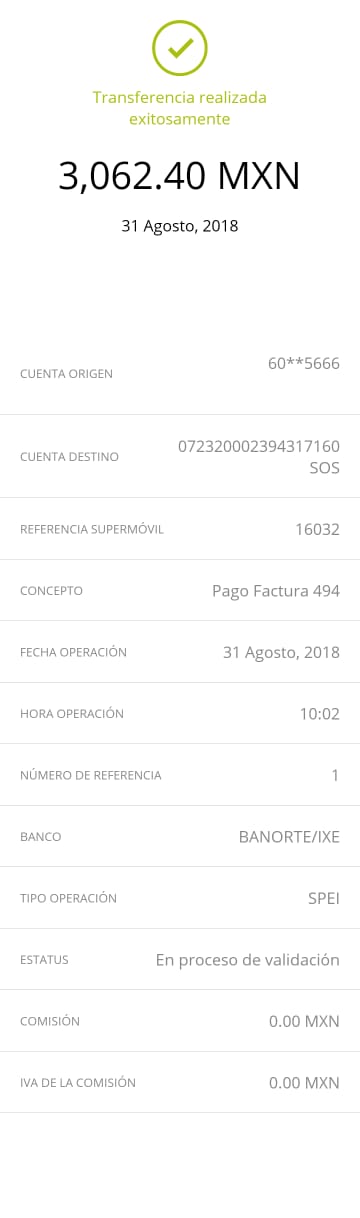 Transferencia realizada
exitosamente
3,062.40 MXN
31 Agosto, 2018
CUENTA ORIGEN 60**5666
CUENTA DESTINO 072320002394317160
SOS
REFERENCIA SUPERMÓVIL 16032
CONCEPTO Pago Factura 494
FECHA OPERACIÓN 31 Agosto, 2018
HORA OPERACIÓN 10:02
NÚMERO DE REFERENCIA 1
BANCO BANORTE/IXE
TIPO OPERACIÓN SPEI
ESTATUS En proceso de validación
COMISIÓN 0.00 MXN
IVA DE LA COMISIÓN 0.00 MXN